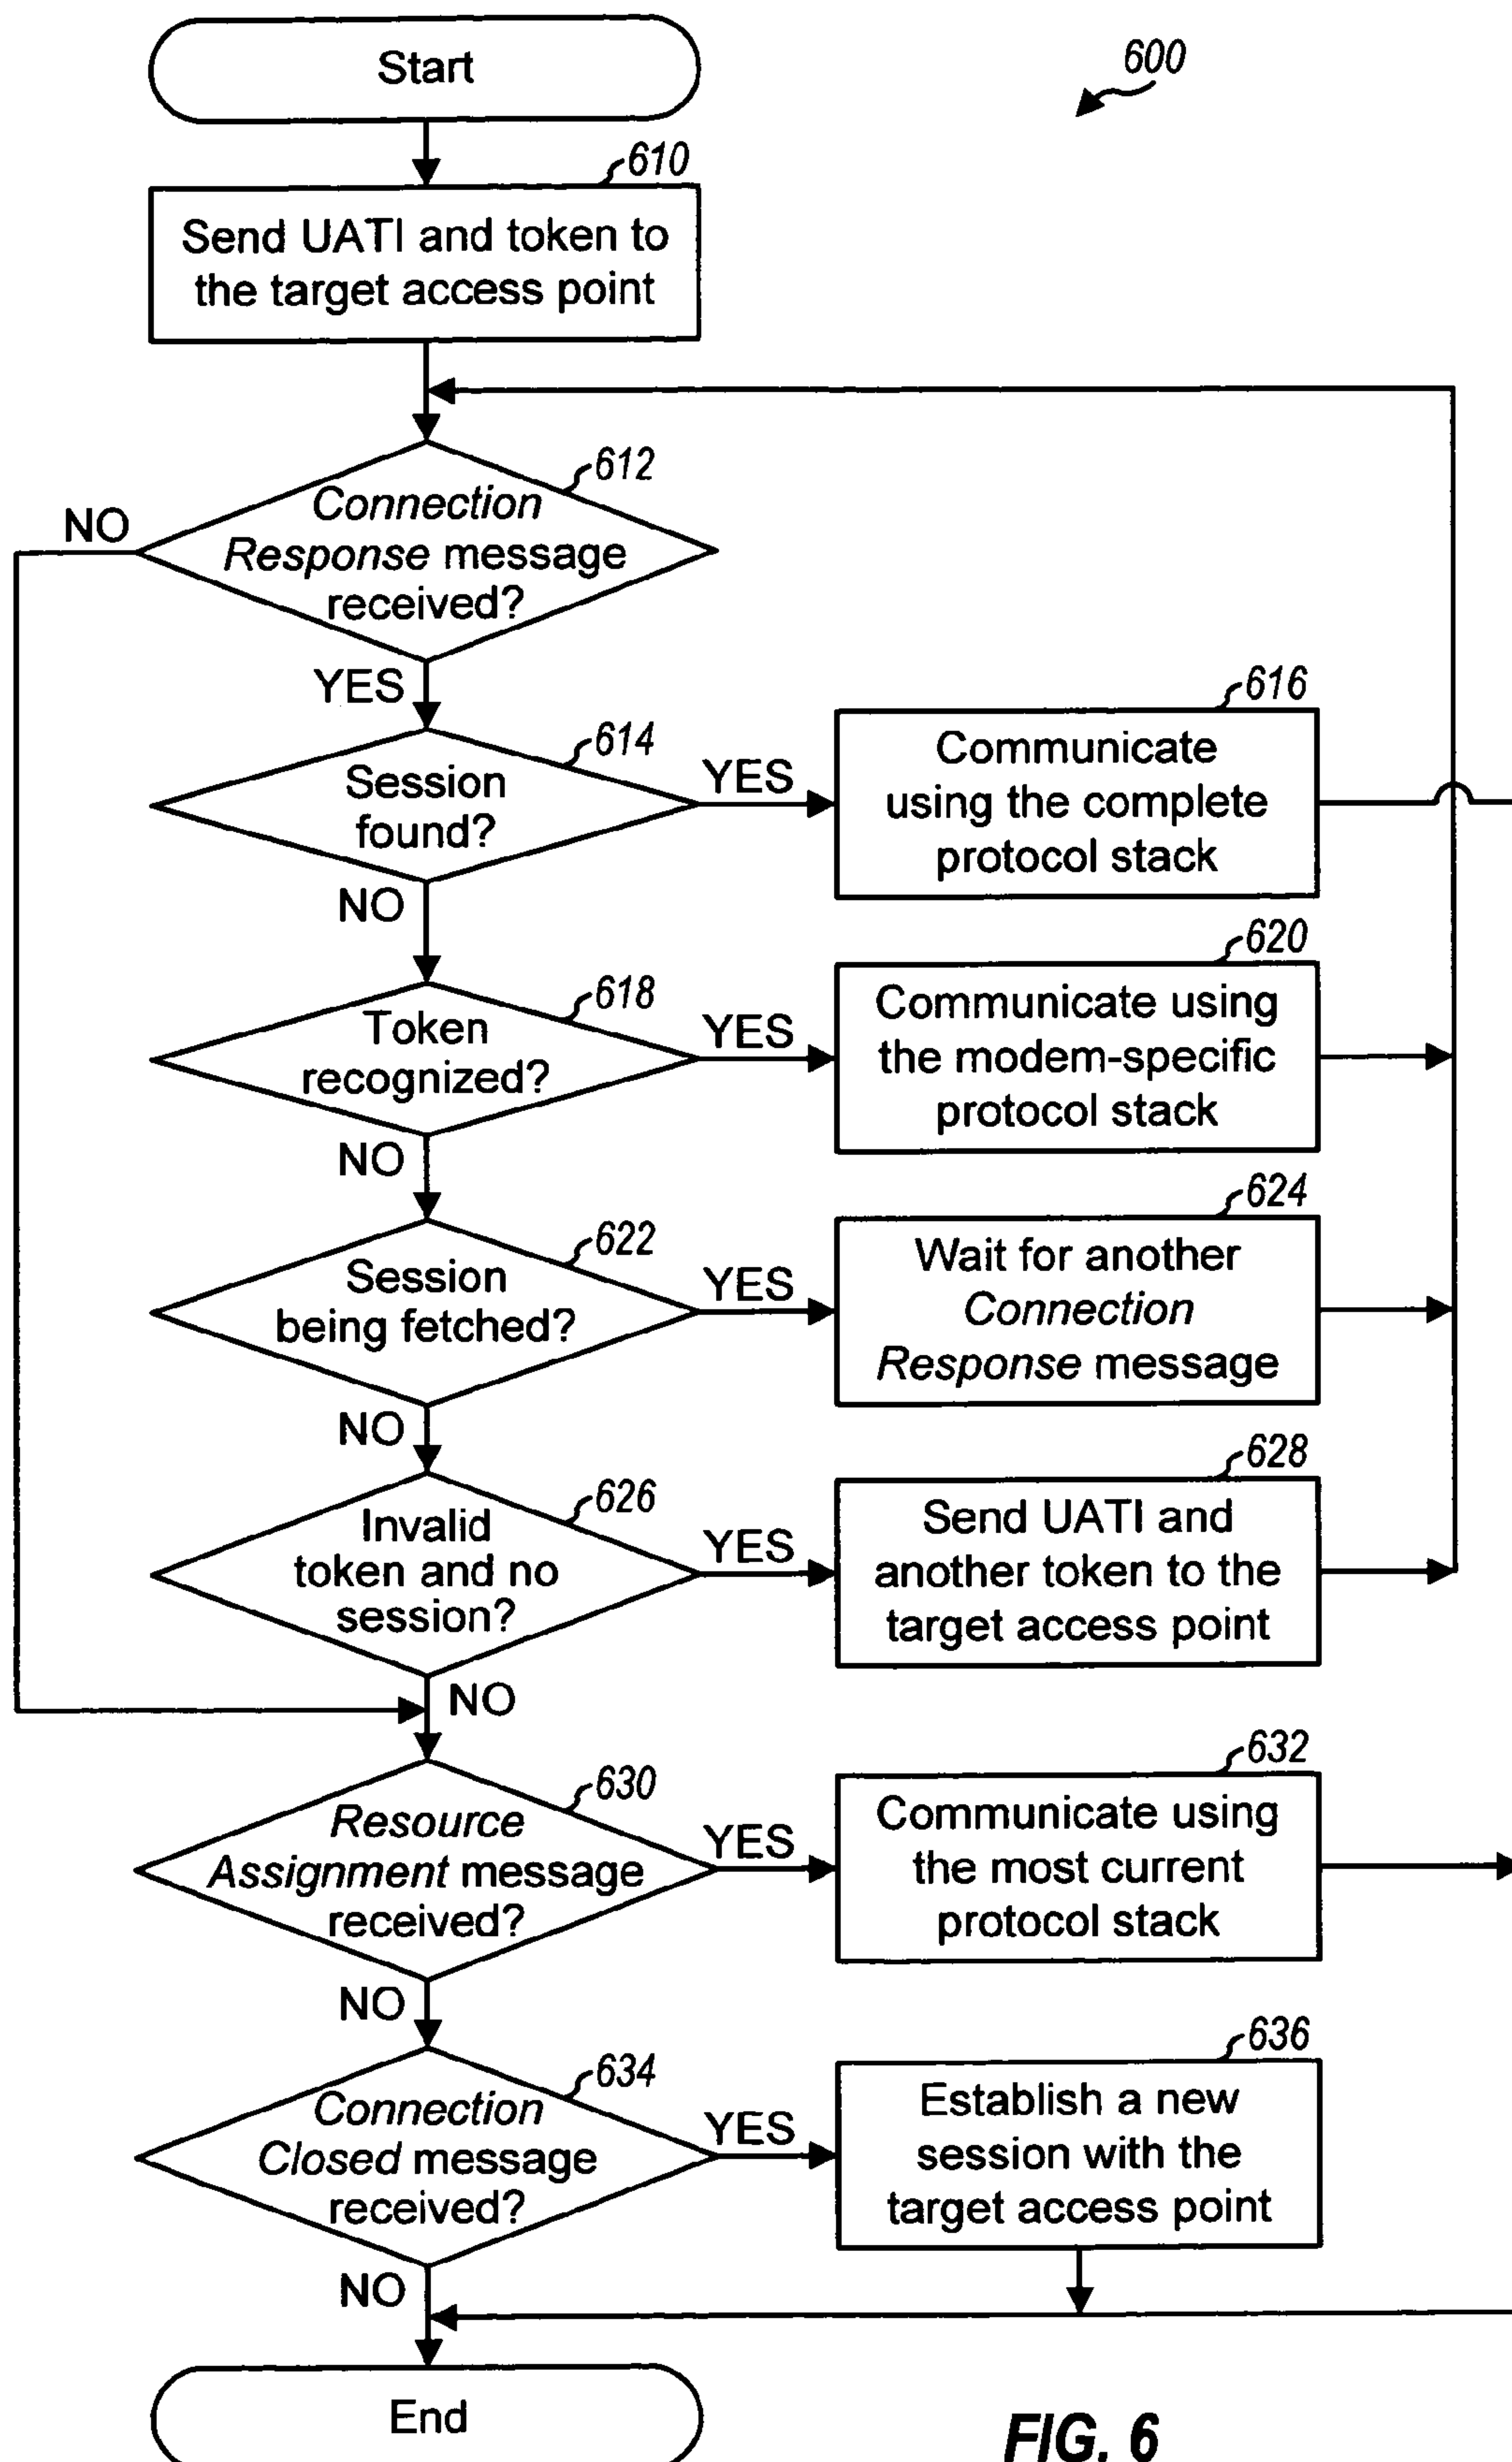 Start
600
610
Send UATI and token to
the target access point
612
Connection
Response message
received?
NO
YES
614
Session
found?
YES
616
Communicate
using the complete
protocol stack
NO
618
Token
recognized?
YES
620
Communicate using
the modem-specific
protocol stack
NO
622
Session
being fetched?
YES
624
Wait for another
Connection
Response message
NO
626
Invalid
token and no
session?
YES
628
Send UATI and
another token to the
target access point
NO
630
Resource
Assignment message
received?
YES
632
Communicate using
the most current
protocol stack
NO
634
Connection
Closed message
received?
YES
636
Establish a new
session with the
target access point
NO
End
FIG. 6